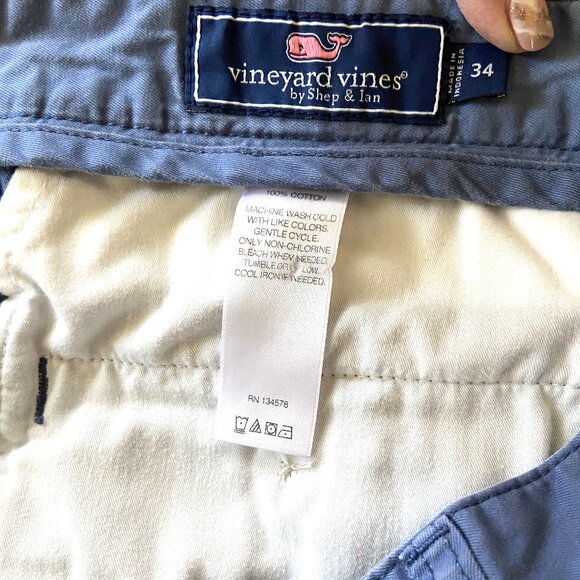 vineyard vines®
by Shep & Ian
MADE IN
INDONESIA
34
100% COTTON
MACHINE WASH COLD
WITH LIKE COLORS.
GENTLE CYCLE.
ONLY NON-CHLORINE
BLEACH WHEN NEEDED.
TUMBLE DRY LOW.
COOL IRON IF NEEDED.
RN 134578